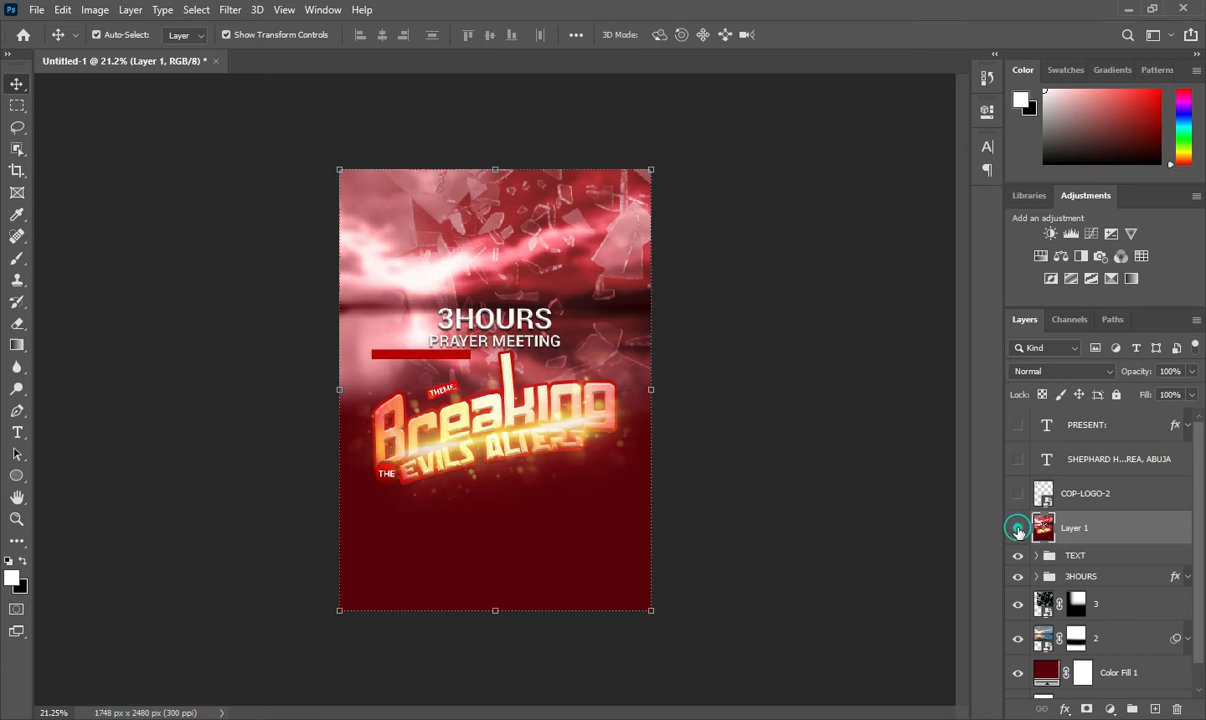 Ps File Edit Image Layer Type Select Filter 3D View Window Help
Auto-Select: Layer Show Transform Controls 3D Mode:
Untitled-1 @ 21.2% (Layer 1, RGB/8) *
Color Swatches Gradients Patterns
Libraries Adjustments
Add an adjustment
3HOURS
PRAYER MEETING
THEME
Breaking
THE EVILS ALTERS
Layers Channels Paths
Kind
Normal Opacity: 100%
Lock: Fill: 100%
PRESENT: fx
SHEPHARD H...REA, ABUJA
COP-LOGO-2
Layer 1
TEXT
3HOURS fx
3
2
Color Fill 1
21.25% 1748 px x 2480 px (300 ppi)
fx